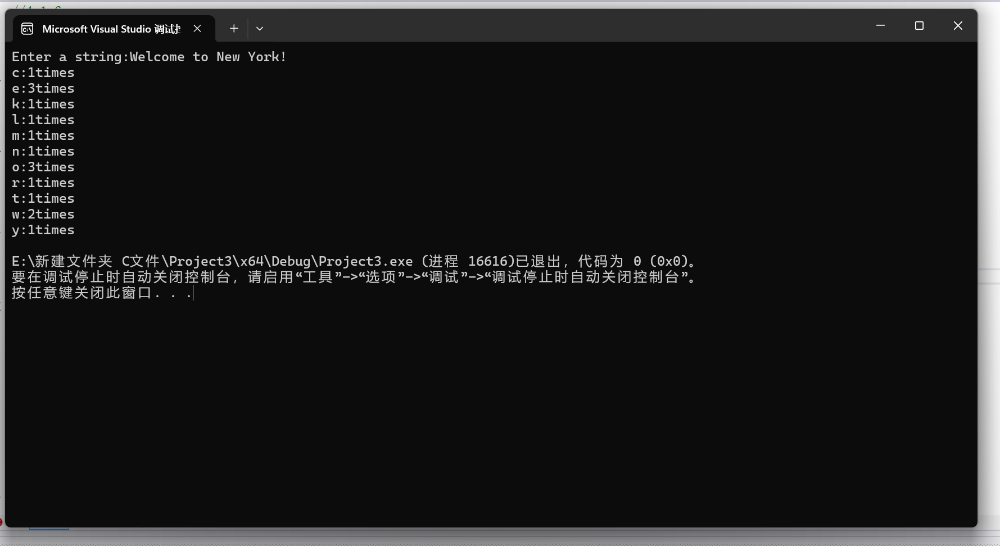 Microsoft Visual Studio 调试
Enter a string:Welcome to New York!
c:1times
e:3times
k:1times
l:1times
m:1times
n:1times
o:3times
r:1times
t:1times
w:2times
y:1times
E:\新建文件夹 C文件\Project3\x64\Debug\Project3.exe (进程 16616)已退出，代码为 0 (0x0)。
要在调试停止时自动关闭控制台，请启用“工具”->“选项”->“调试”->“调试停止时自动关闭控制台”。
按任意键关闭此窗口. . .